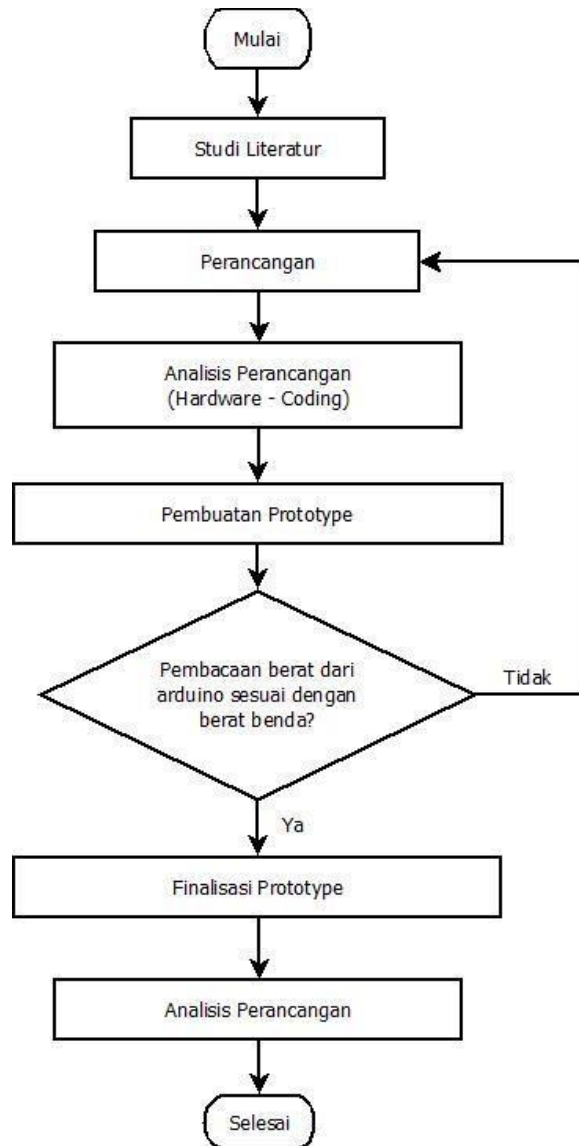 Mulai
Studi Literatur
Perancangan
Analisis Perancangan
(Hardware - Coding)
Pembuatan Prototype
Pembacaan berat dari
arduino sesuai dengan
berat benda?
Tidak
Ya
Finalisasi Prototype
Analisis Perancangan
Selesai